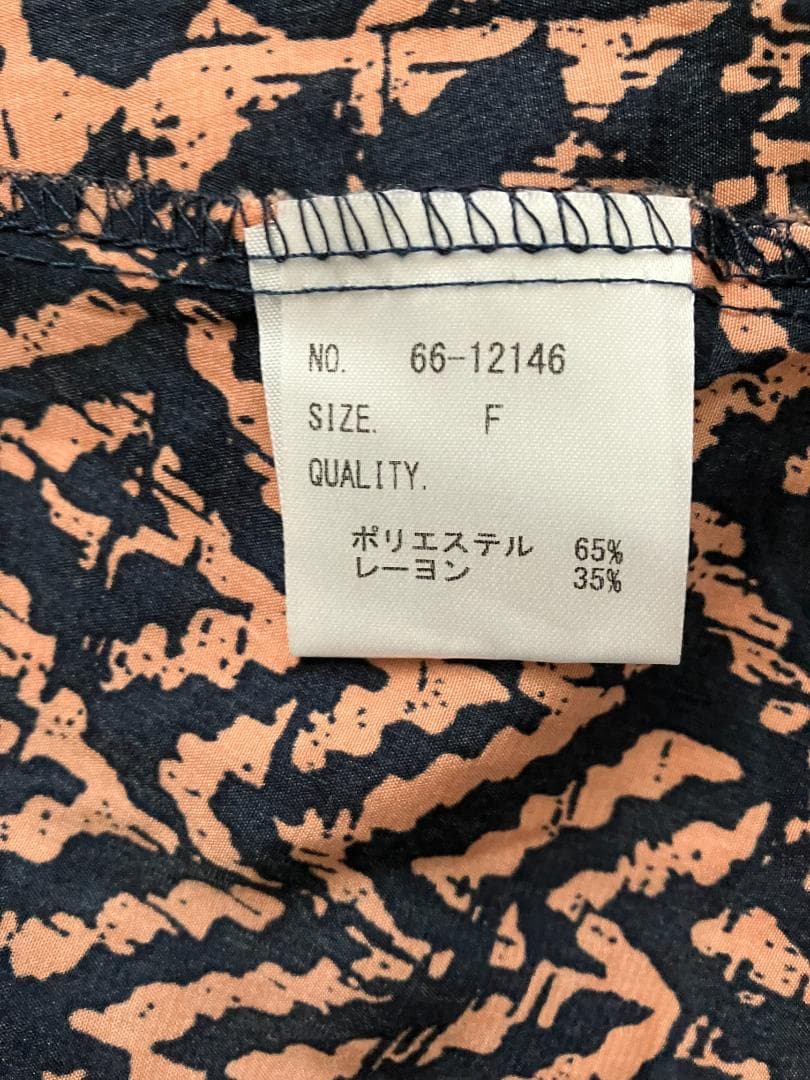 NO. 66-12146
SIZE. F
QUALITY.
ポリエステル 65%
レーヨン 35%